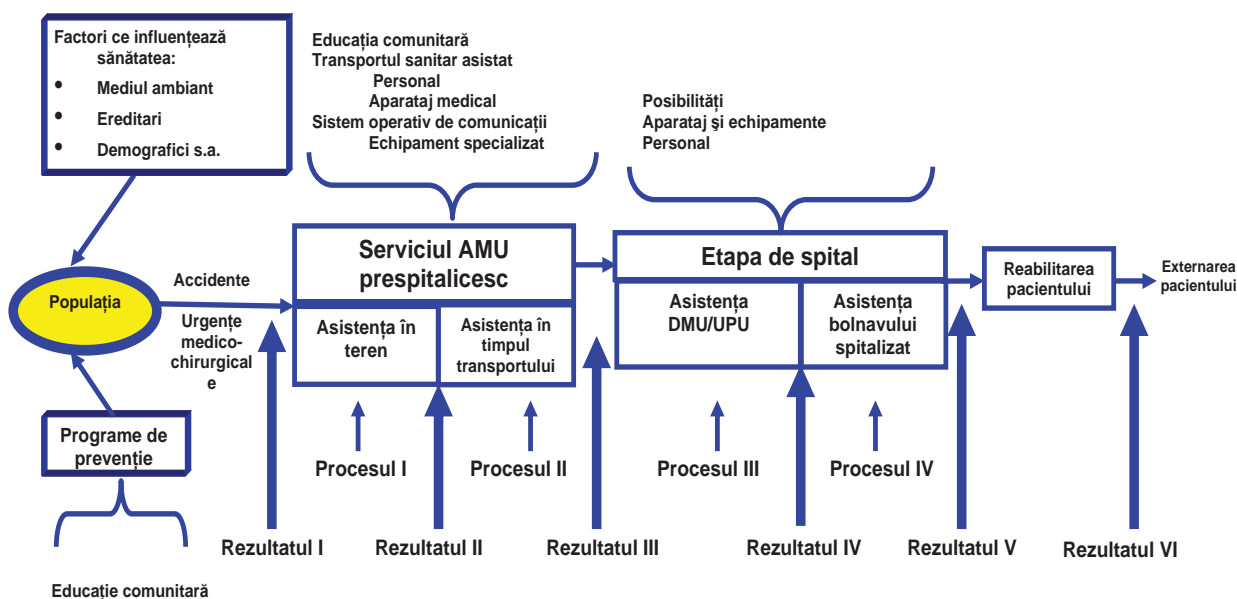 Factori ce influențează
sănătatea:
• Mediul ambiant
• Ereditari
• Demografici s.a.
Educația comunitară
Transportul sanitar asistat
Personal
Aparataj medical
Sistem operativ de comunicații
Echipament specializat
Posibilități
Aparataj și echipamente
Personal
Populația
Accidente
Urgențe
medico-
chirurgical
e
Serviciul AMU
prespitalicesc
Asistența în
teren
Asistența în
timpul
transportului
Etapa de spital
Asistența
DMU/UPU
Asistența
bolnavului
spitalizat
Reabilitarea
pacientului
Externarea
pacientului
Programe de
prevenție
Procesul I
Procesul II
Procesul III
Procesul IV
Rezultatul I
Rezultatul II
Rezultatul III
Rezultatul IV
Rezultatul V
Rezultatul VI
Educație comunitară